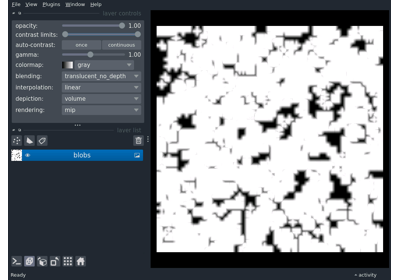 File View Plugins Window Help
layer controls
opacity: 1.00
contrast limits:
auto-contrast: once continuous
gamma: 1.00
colormap: gray
blending: translucent_no_depth
interpolation: linear
depiction: volume
rendering: mip
layer list
blobs
Ready
activity